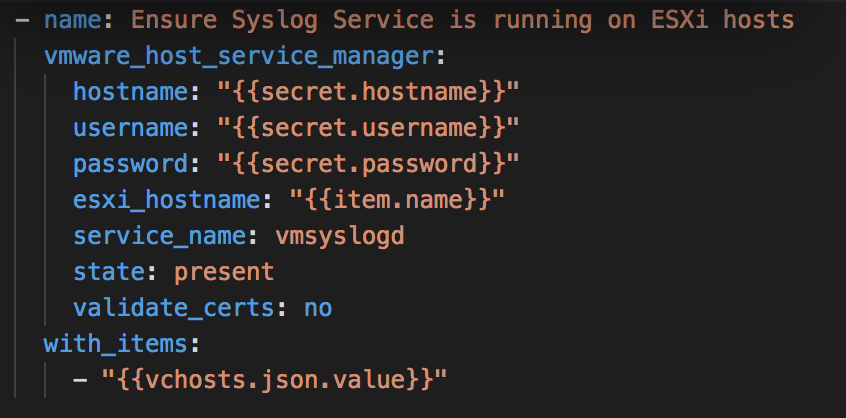 - name: Ensure Syslog Service is running on ESXi hosts
  vmware_host_service_manager:
    hostname: "{{secret.hostname}}"
    username: "{{secret.username}}"
    password: "{{secret.password}}"
    esxi_hostname: "{{item.name}}"
    service_name: vmsyslogd
    state: present
    validate_certs: no
  with_items:
    - "{{vchosts.json.value}}"